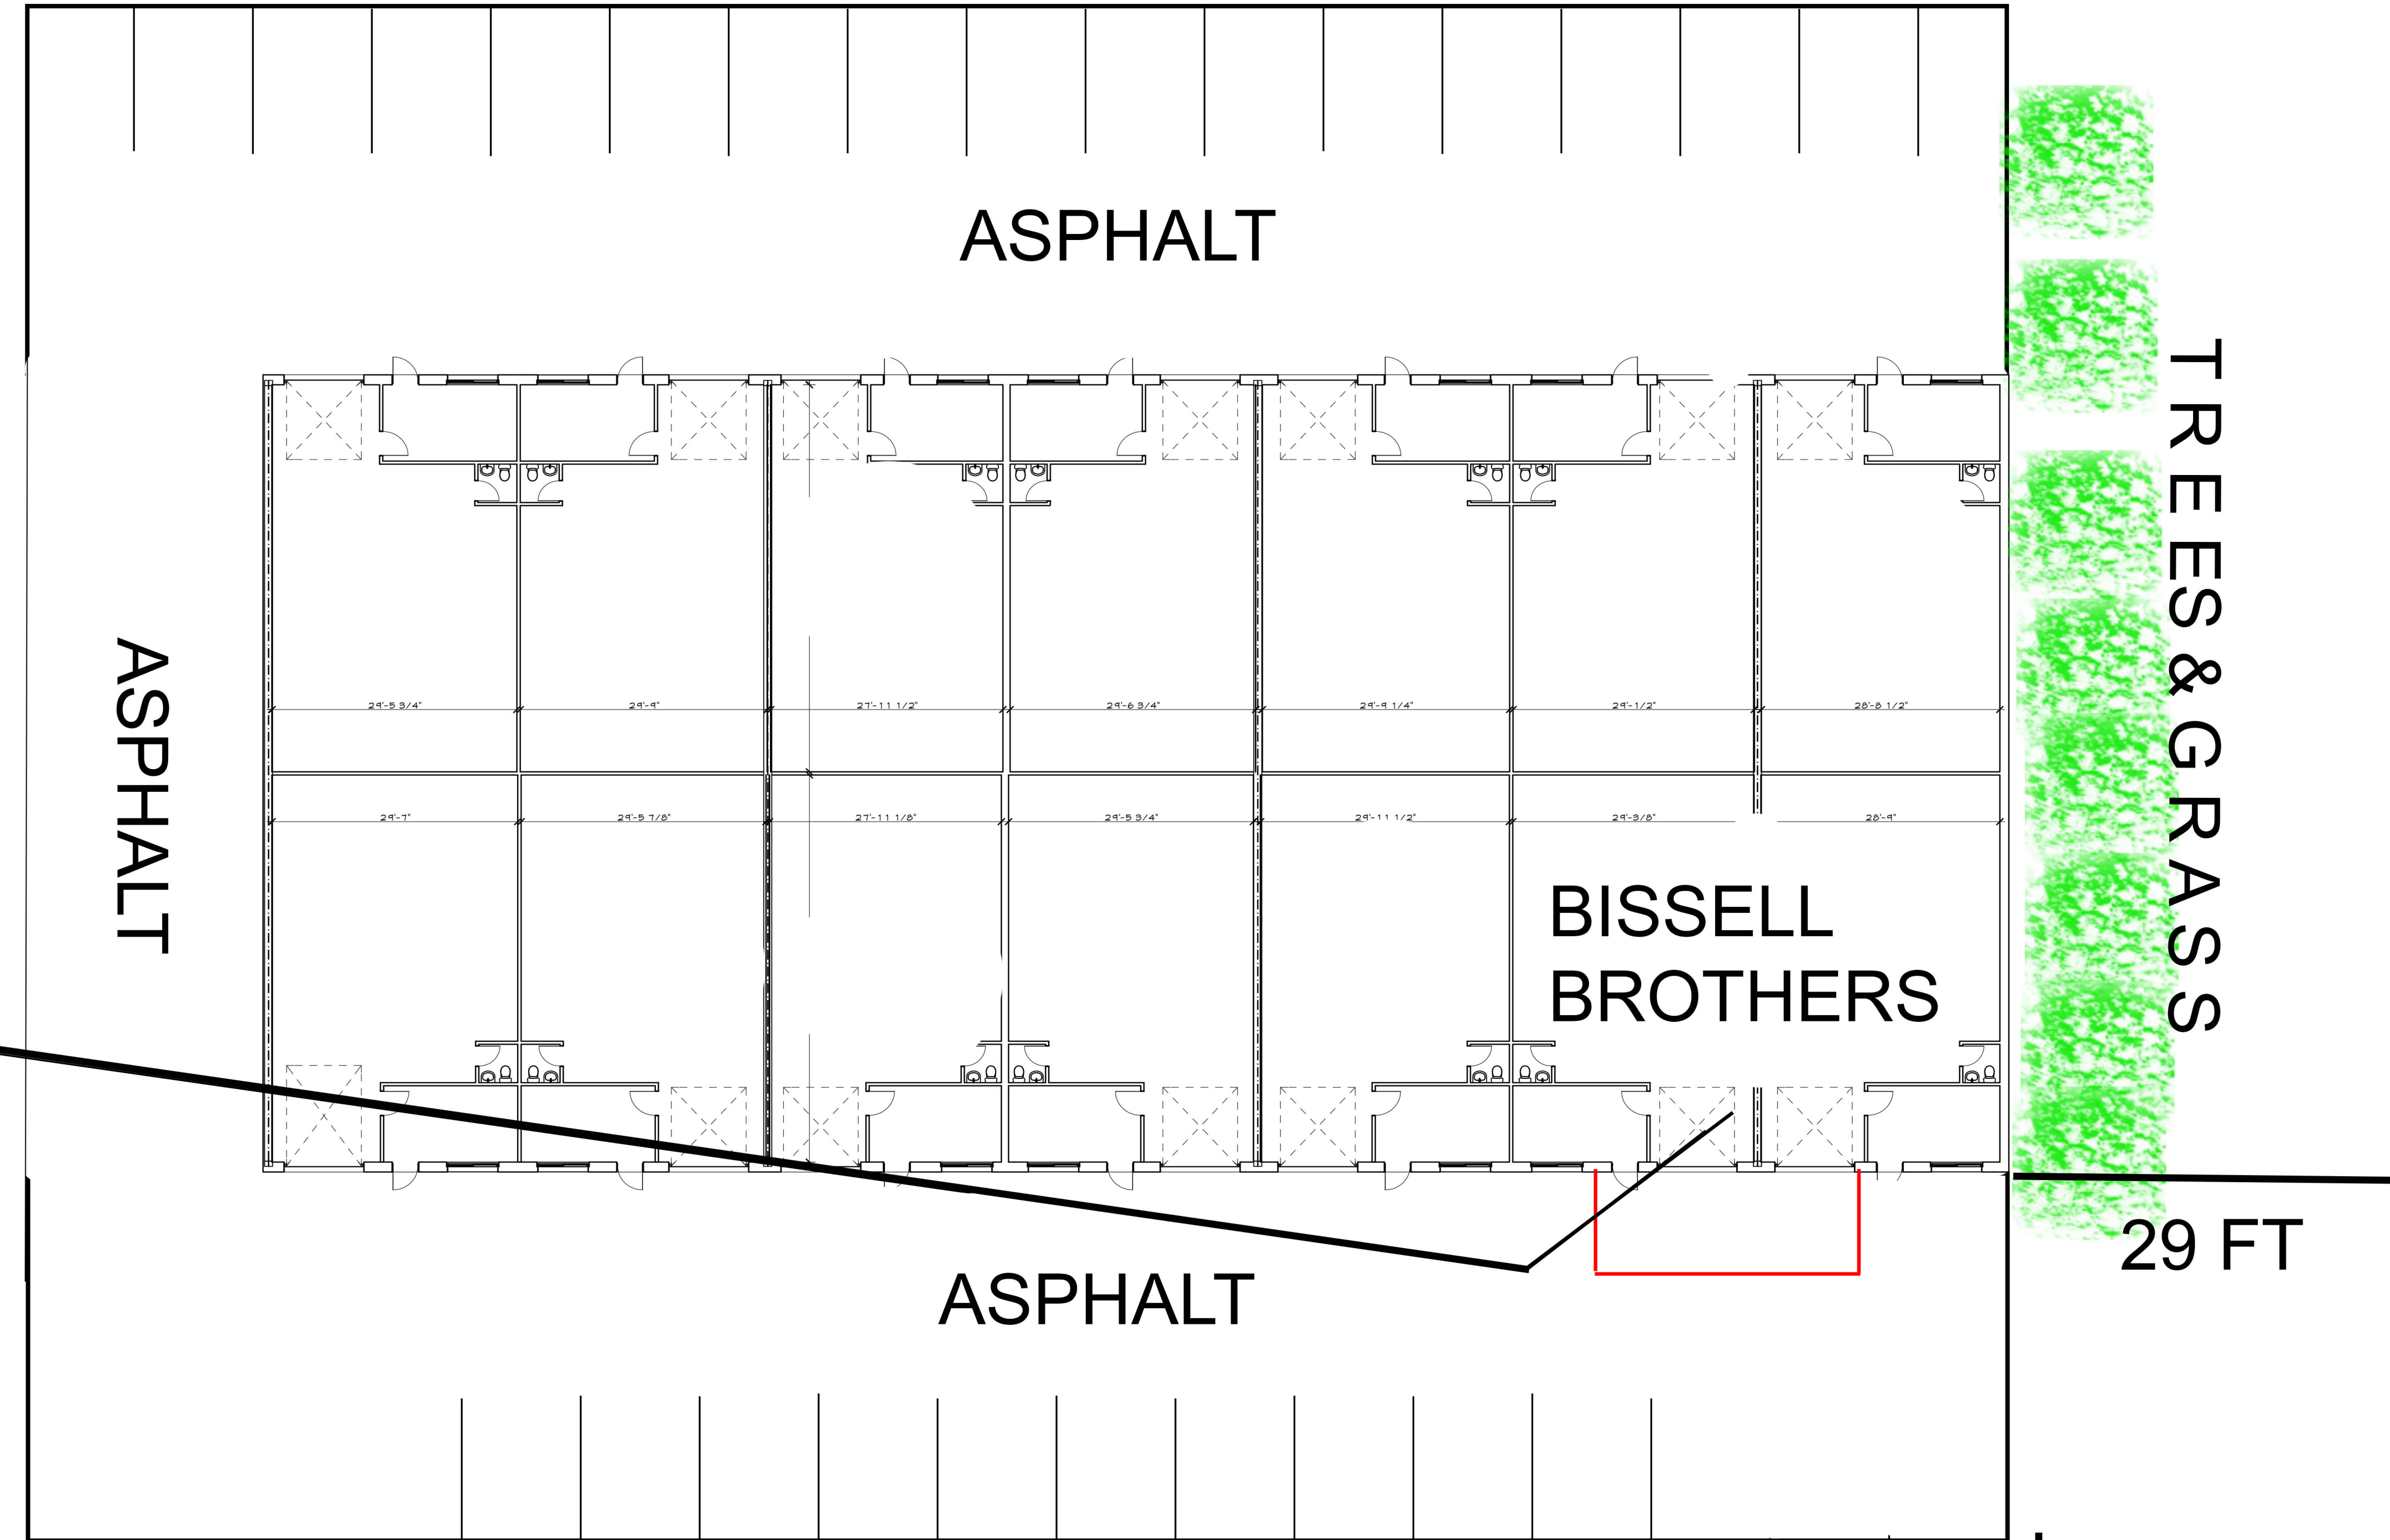 ASPHALT
TREES & GRASS
ASPHALT
29'-5 3/4"
29'-9"
27'-11 1/2"
29'-6 3/4"
29'-9 1/4"
29'-1/2"
28'-8 1/2"
29'-7"
29'-5 7/8"
27'-11 1/8"
29'-5 3/4"
29'-11 1/2"
29'-3/8"
28'-9"
BISSELL
BROTHERS
29 FT
ASPHALT